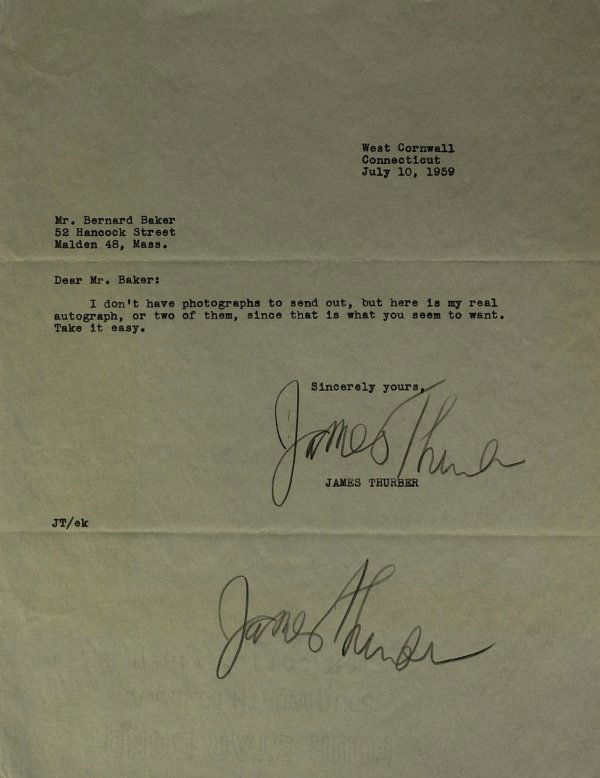 West Cornwall
Connecticut
July 10, 1959
Mr. Bernard Baker
52 Hancock Street
Malden 48, Mass.
Dear Mr. Baker:
I don't have photographs to send out, but here is my real
autograph, or two of them, since that is what you seem to want.
Take it easy.
Sincerely yours,
James Thurber
JAMES THURBER
JT/ek
James Thurber